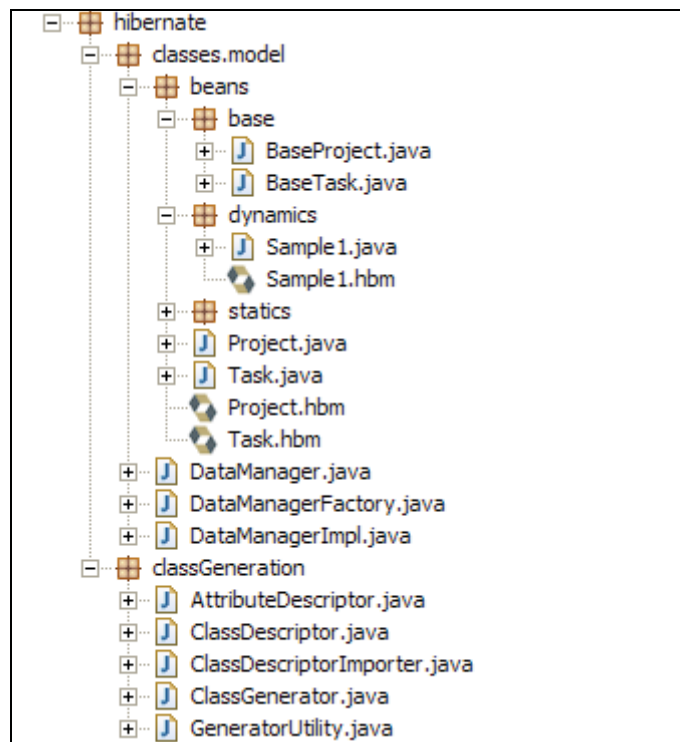 hibernate
classes.model
beans
base
BaseProject.java
BaseTask.java
dynamics
Sample1.java
Sample1.hbm
statics
Project.java
Task.java
Project.hbm
Task.hbm
DataManager.java
DataManagerFactory.java
DataManagerImpl.java
classGeneration
AttributeDescriptor.java
ClassDescriptor.java
ClassDescriptorImporter.java
ClassGenerator.java
GeneratorUtility.java